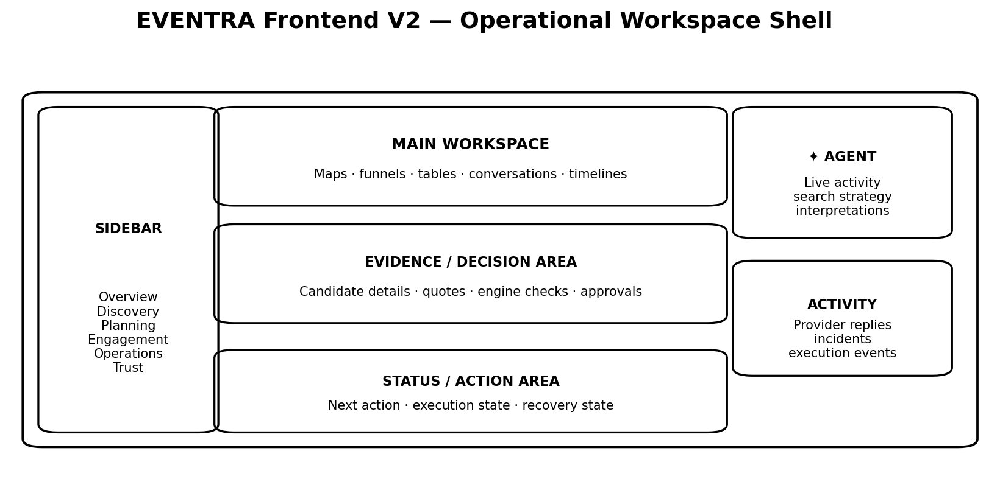 EVENTRA Frontend V2 — Operational Workspace Shell
SIDEBAR
Overview
Discovery
Planning
Engagement
Operations
Trust
MAIN WORKSPACE
Maps · funnels · tables · conversations · timelines
EVIDENCE / DECISION AREA
Candidate details · quotes · engine checks · approvals
STATUS / ACTION AREA
Next action · execution state · recovery state
✦ AGENT
Live activity
search strategy
interpretations
ACTIVITY
Provider replies
incidents
execution events